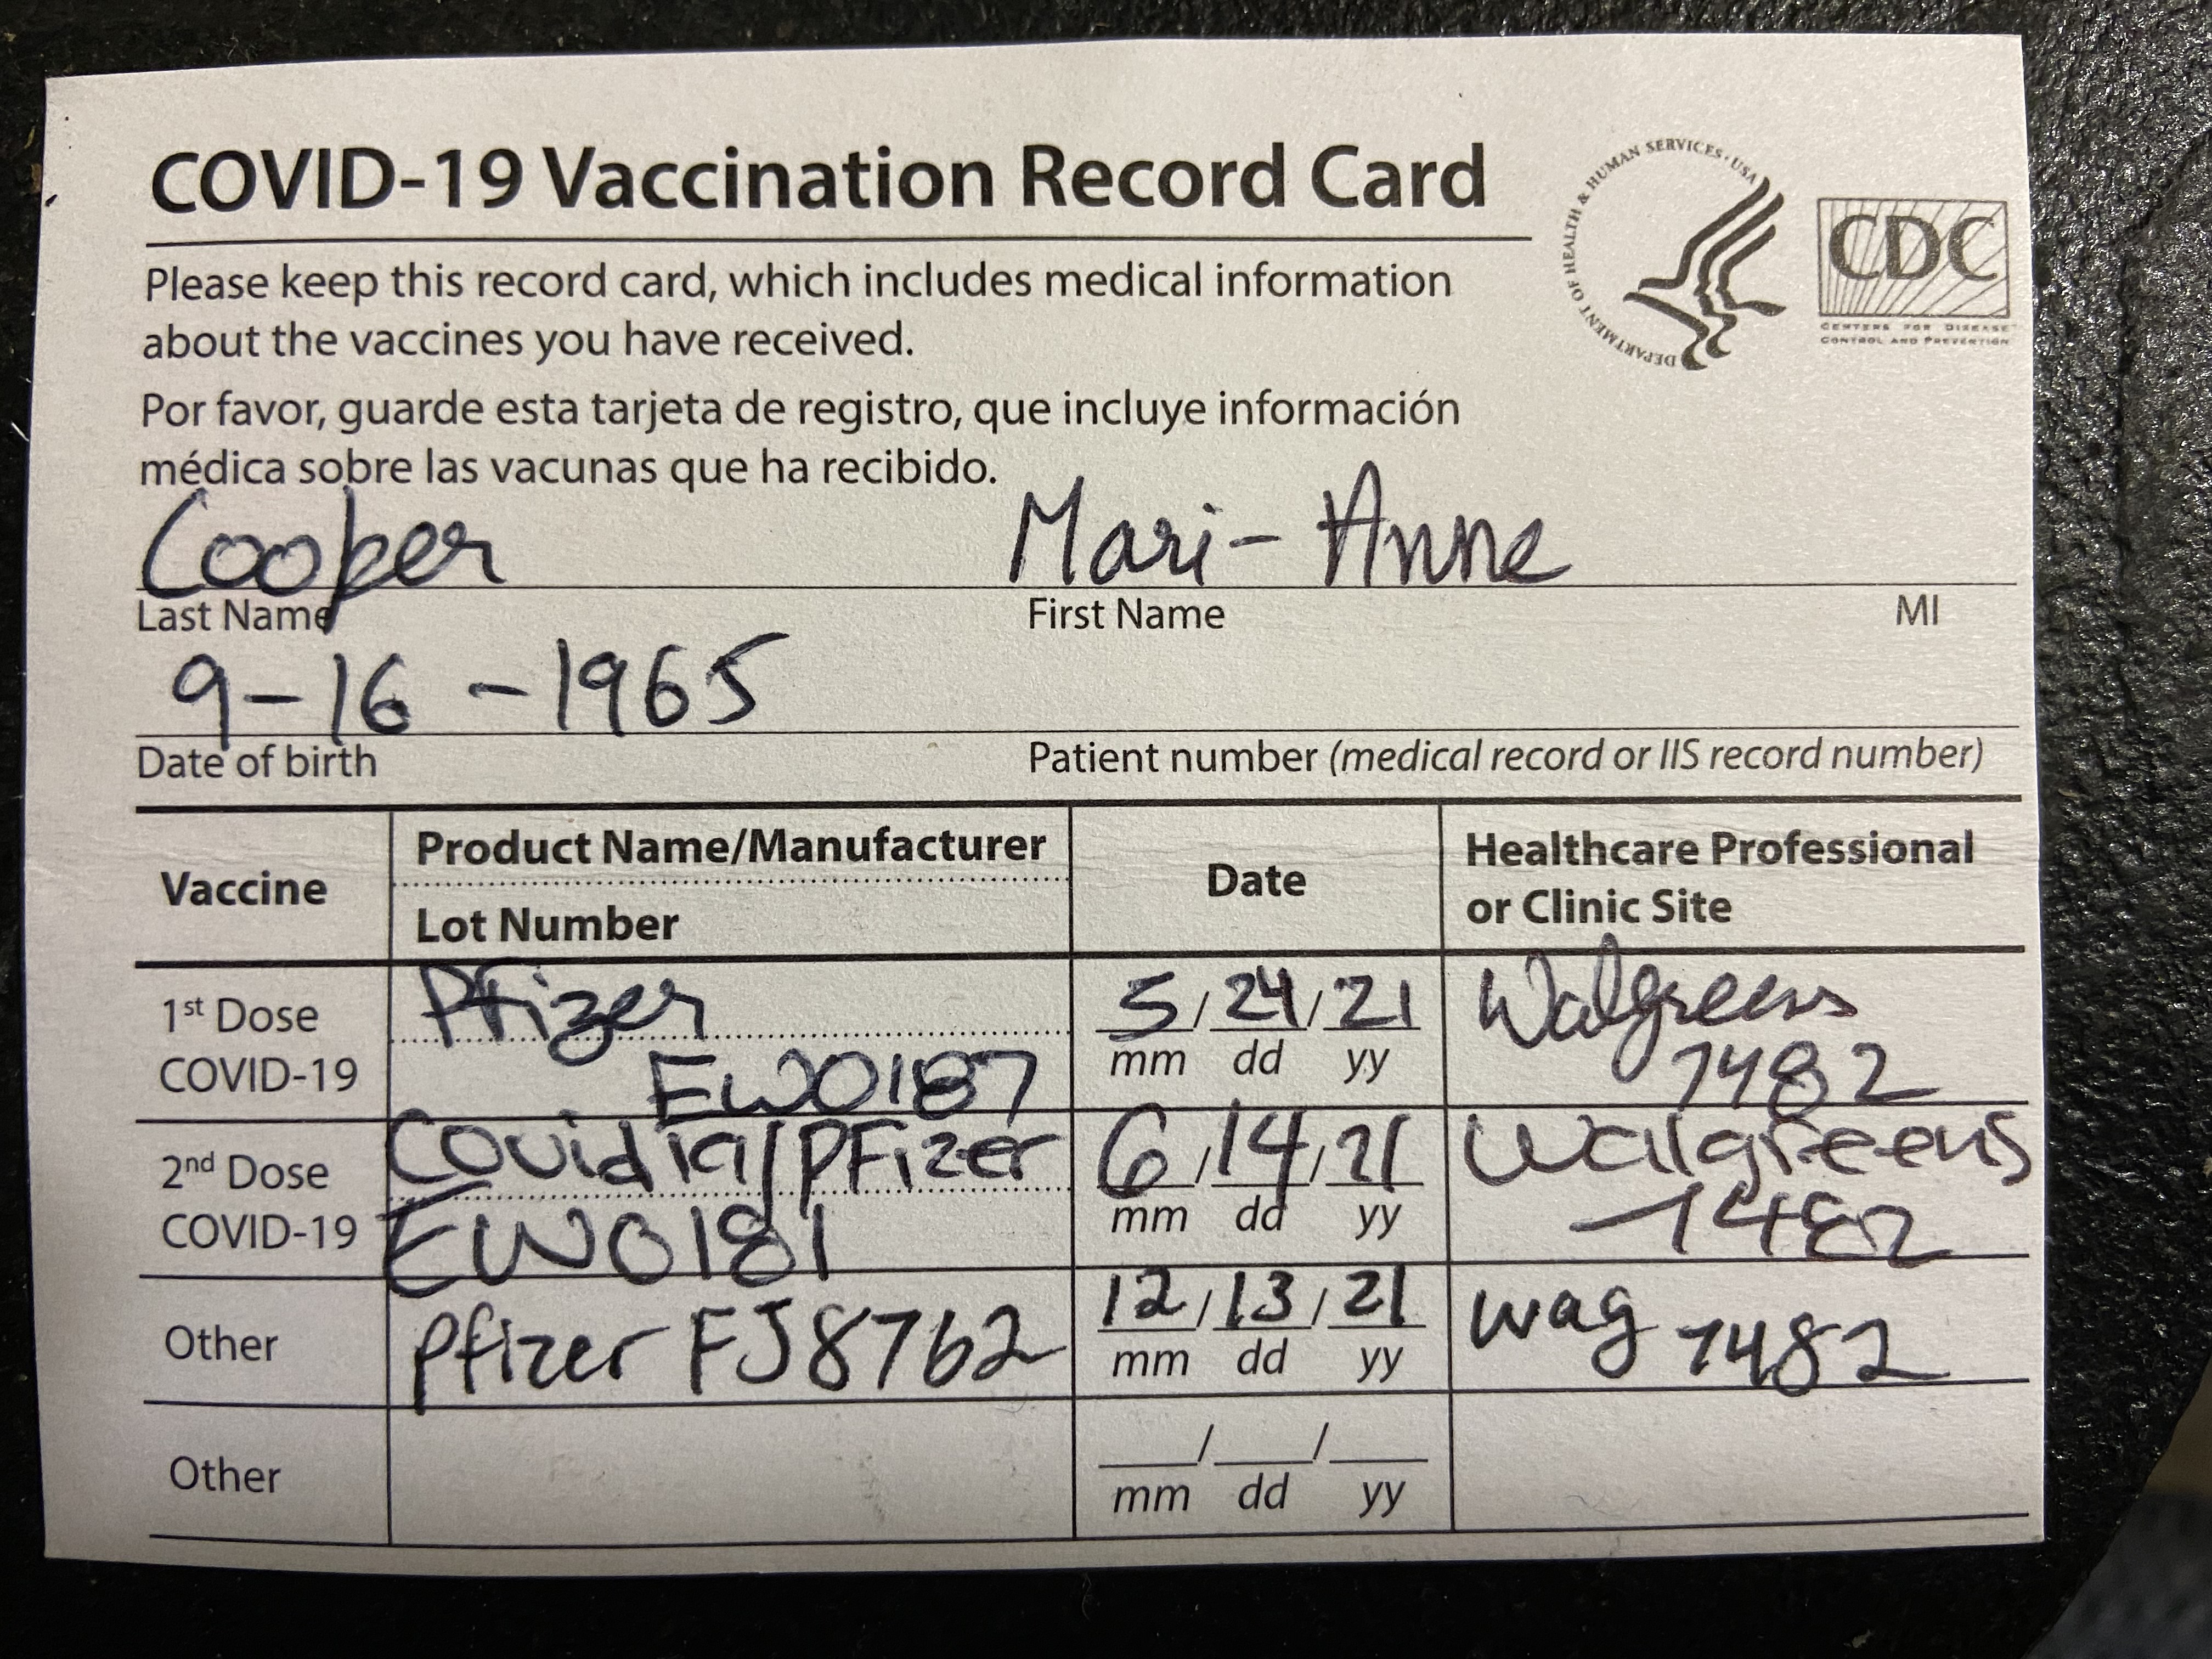 COVID-19 Vaccination Record Card
DEPARTMENT OF HEALTH & HUMAN SERVICES · USA
CDC
CENTERS FOR DISEASE
CONTROL AND PREVENTION
Please keep this record card, which includes medical information
about the vaccines you have received.
Por favor, guarde esta tarjeta de registro, que incluye información
médica sobre las vacunas que ha recibido.
Cooper Mari-Anne
Last Name First Name MI
9-16-1965
Date of birth Patient number (medical record or IIS record number)
Vaccine
Product Name/Manufacturer
Lot Number
Date
Healthcare Professional
or Clinic Site
1st Dose
COVID-19
Pfizer
EW0187
5/24/21
mm dd yy
Walgreens
7482
2nd Dose
COVID-19
Covid19/PFizer
EW0181
6/14/21
mm dd yy
Walgreens
7482
Other
Pfizer FJ8762
12/13/21
mm dd yy
wag 7482
Other
/ /
mm dd yy